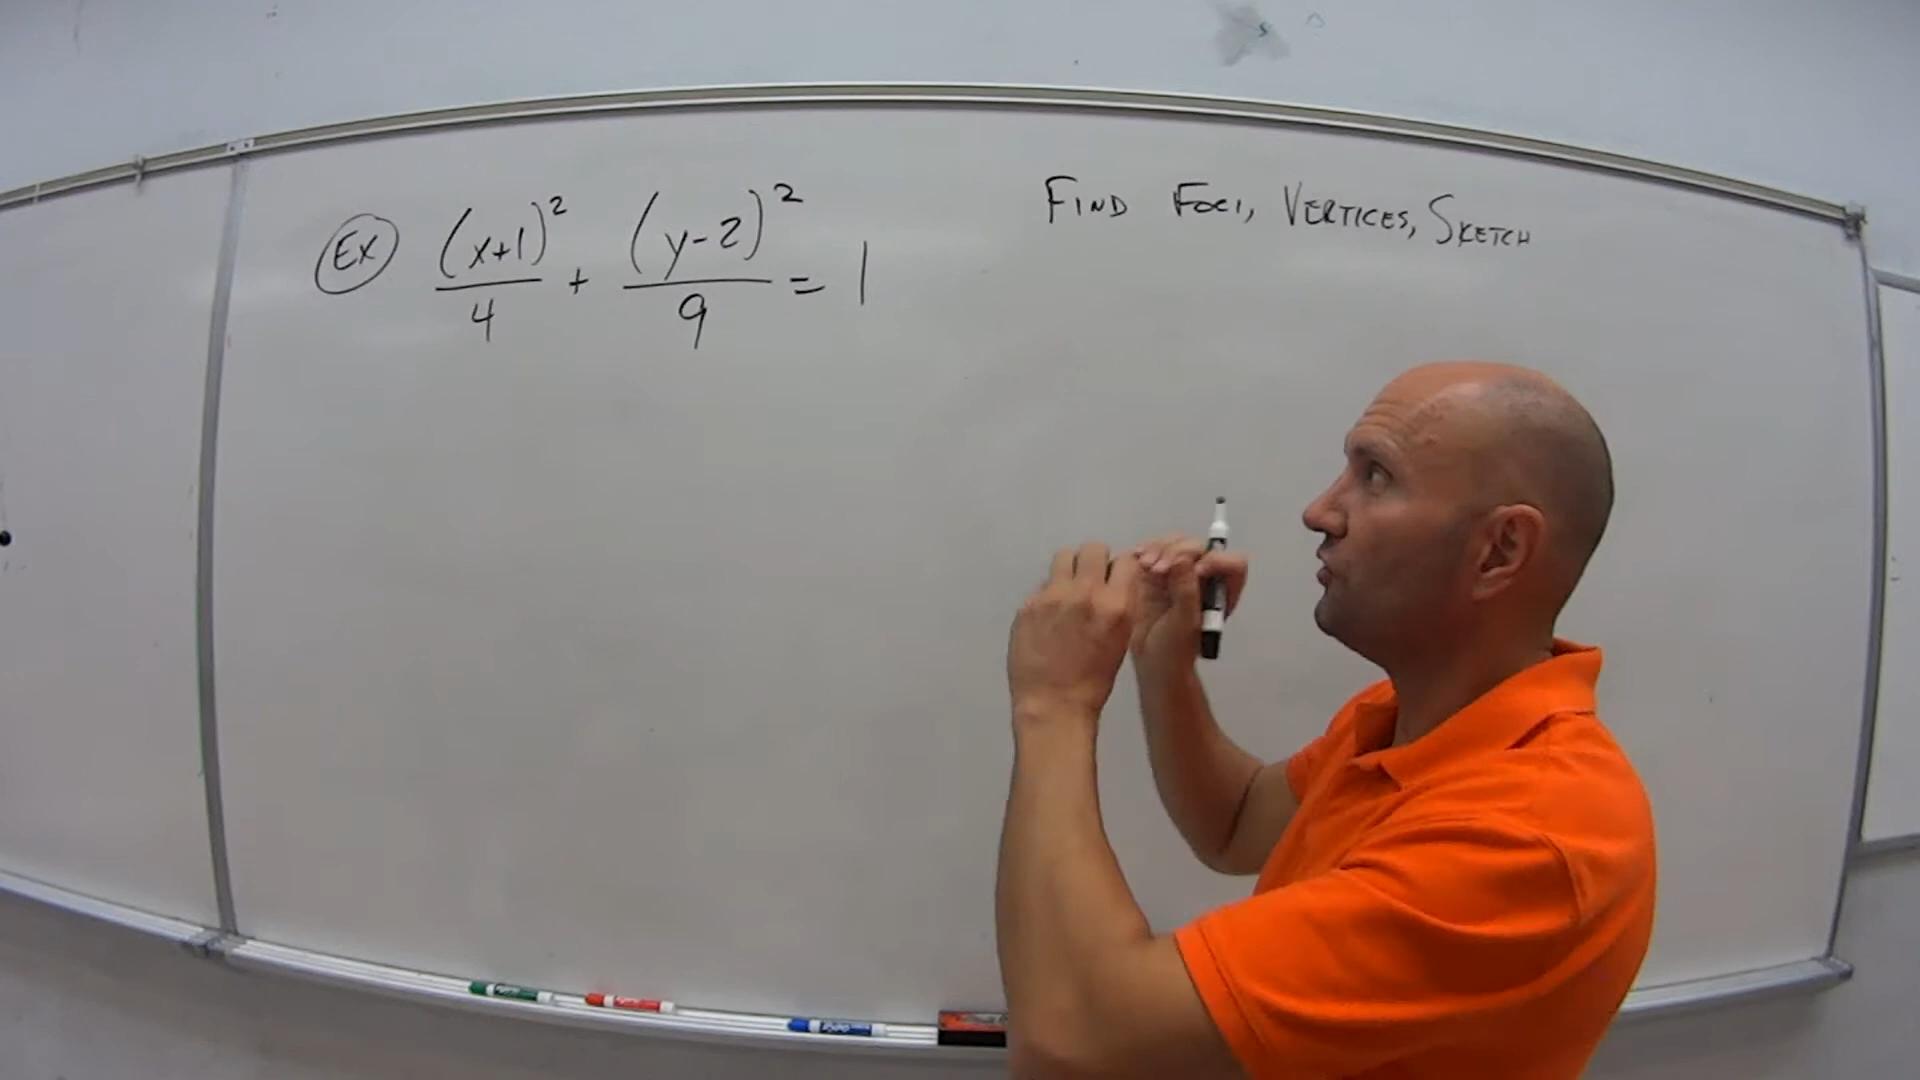 Ex (x+1)²/4 + (y-2)²/9 = 1
FIND FOCI, VERTICES, SKETCH